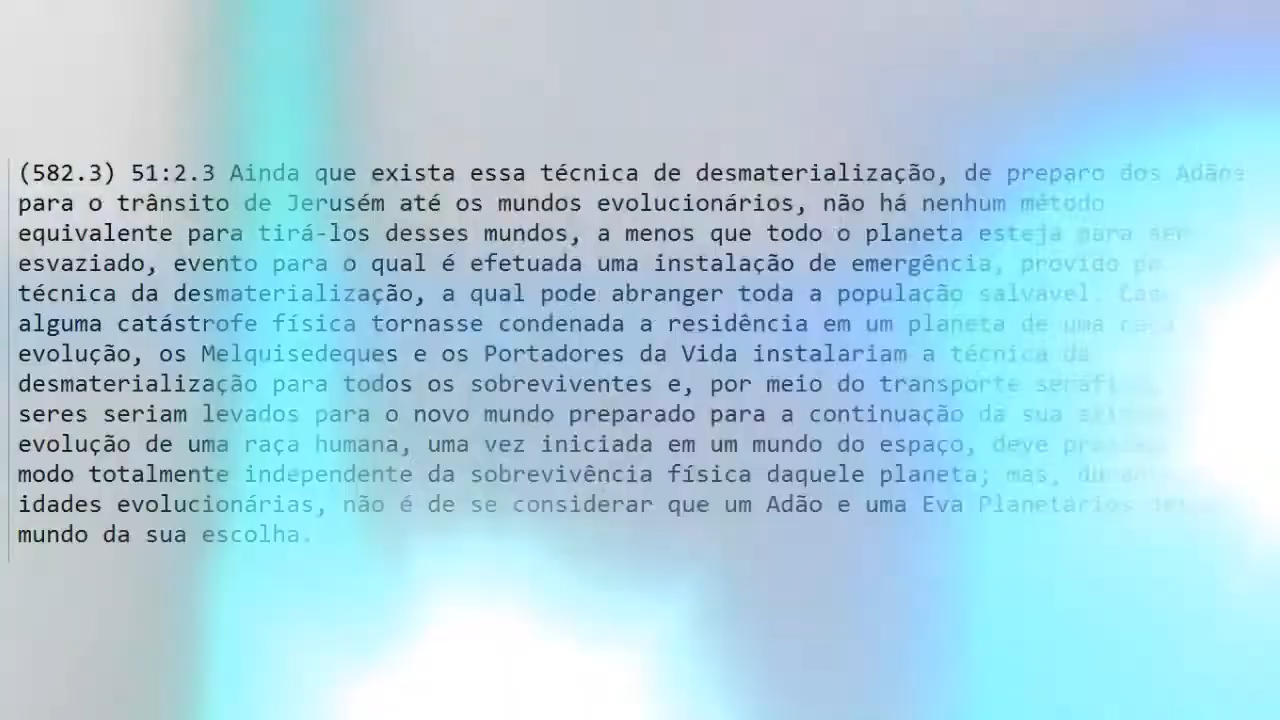 (582.3) 51:2.3 Ainda que exista essa técnica de desmaterialização, de preparo dos Adãos
para o trânsito de Jerusém até os mundos evolucionários, não há nenhum método
equivalente para tirá-los desses mundos, a menos que todo o planeta esteja para ser
esvaziado, evento para o qual é efetuada uma instalação de emergência, provido
técnica da desmaterialização, a qual pode abranger toda a população salvável. Caso
alguma catástrofe física tornasse condenada a residência em um planeta de uma raça
evolução, os Melquisedeques e os Portadores da Vida instalariam a técnica da
desmaterialização para todos os sobreviventes e, por meio do transporte
seres seriam levados para o novo mundo preparado para a continuação da sua
evolução de uma raça humana, uma vez iniciada em um mundo do espaço, deve
modo totalmente independente da sobrevivência física daquele planeta; mas,
idades evolucionárias, não é de se considerar que um Adão e uma Eva Planetários
mundo da sua escolha.